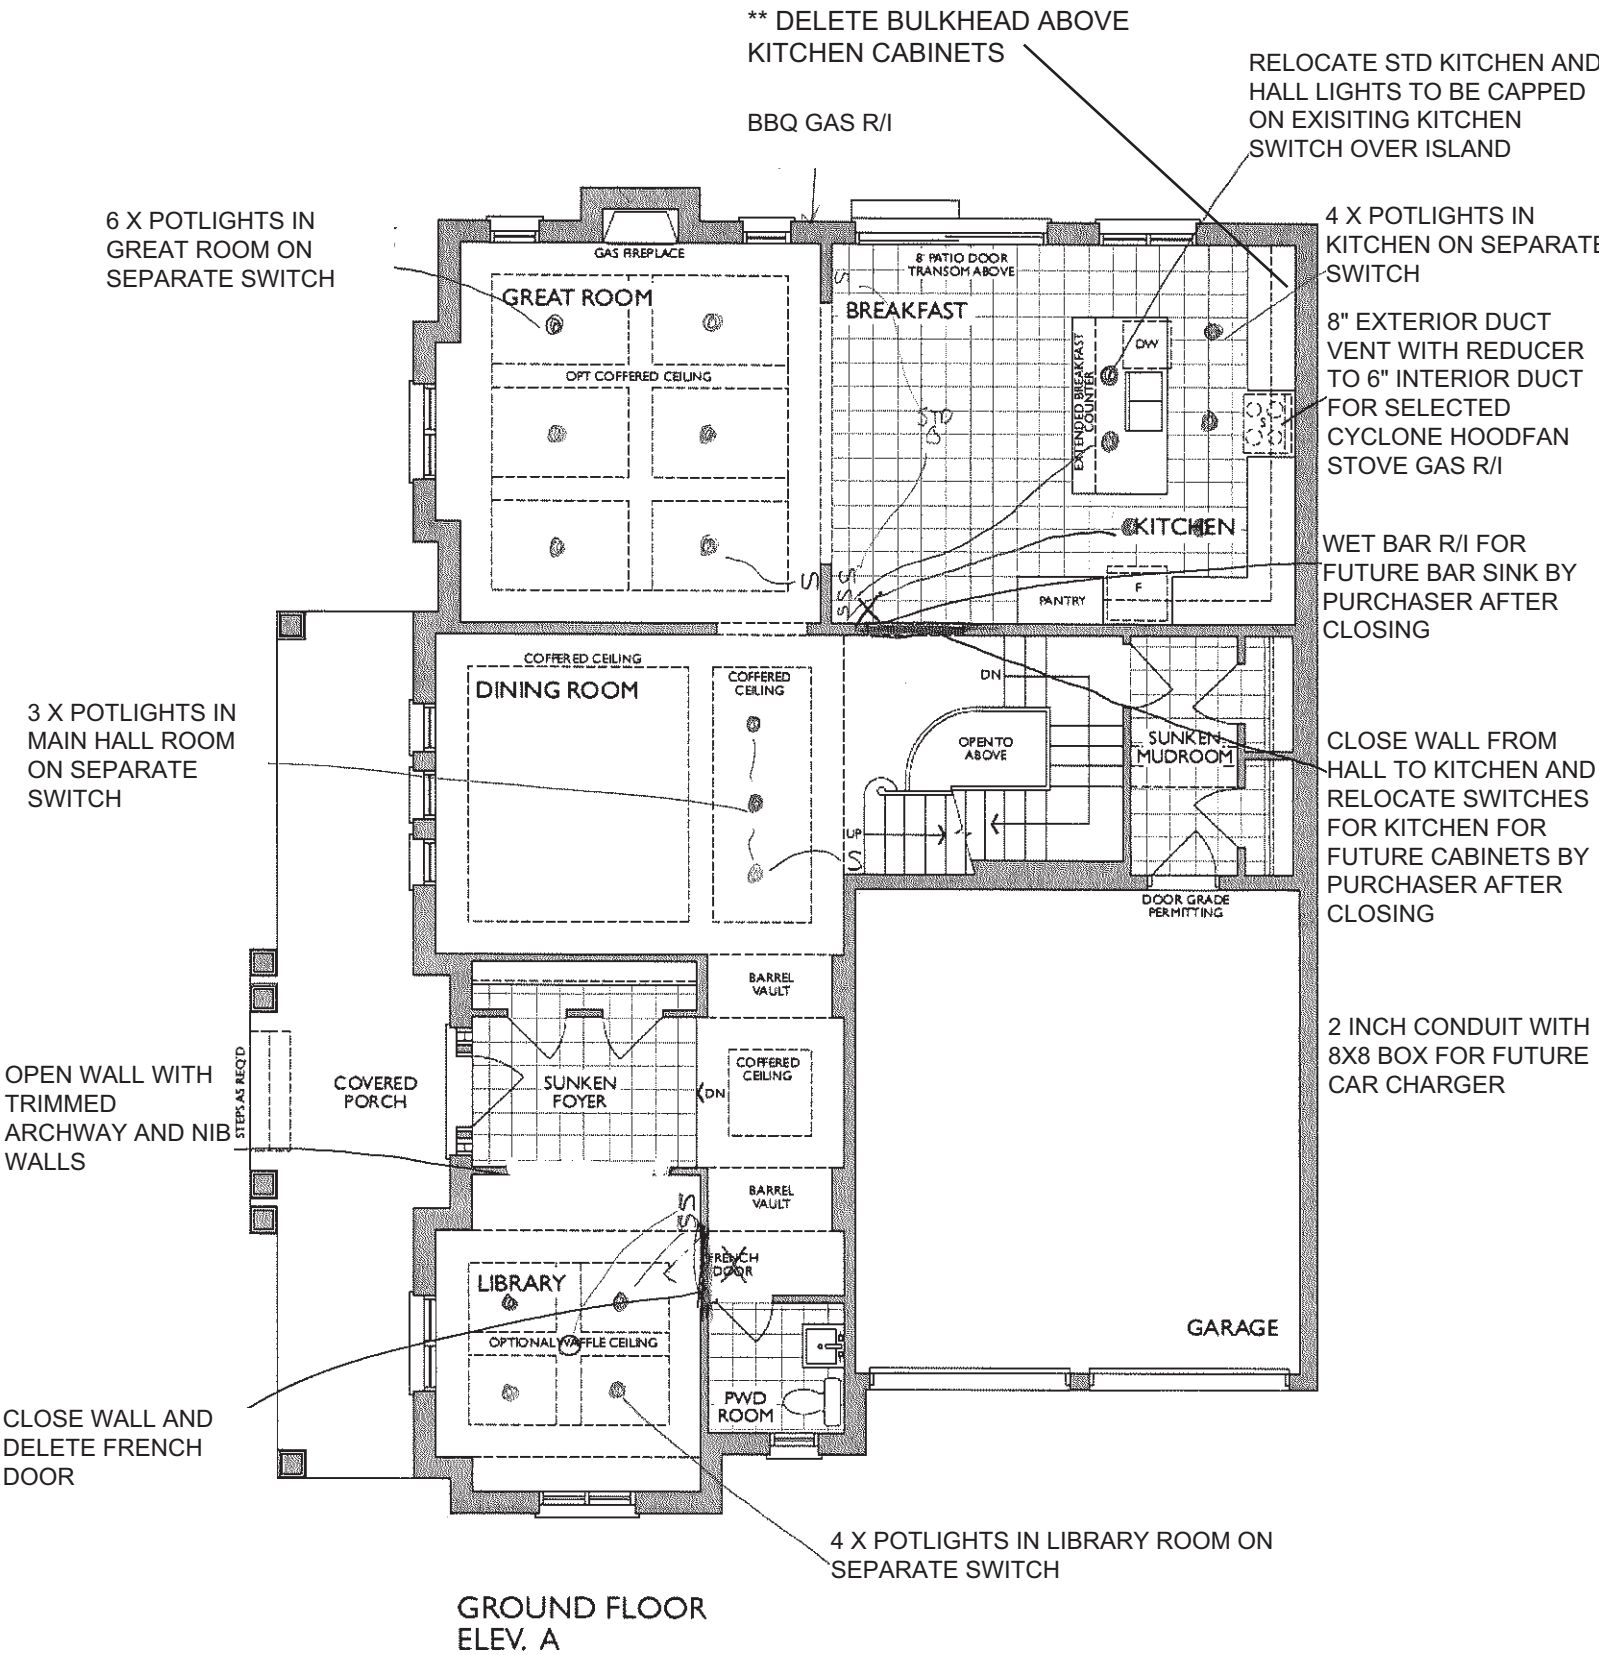 ** DELETE BULKHEAD ABOVE
KITCHEN CABINETS
BBQ GAS R/I
RELOCATE STD KITCHEN AND
HALL LIGHTS TO BE CAPPED
ON EXISITING KITCHEN
SWITCH OVER ISLAND
6 X POTLIGHTS IN
GREAT ROOM ON
SEPARATE SWITCH
4 X POTLIGHTS IN
KITCHEN ON SEPARATE
SWITCH
8" EXTERIOR DUCT
VENT WITH REDUCER
TO 6" INTERIOR DUCT
FOR SELECTED
CYCLONE HOODFAN
STOVE GAS R/I
WET BAR R/I FOR
FUTURE BAR SINK BY
PURCHASER AFTER
CLOSING
GAS FIREPLACE
GREAT ROOM
OPT COFFERED CEILING
S
8' PATIO DOOR
TRANSOM ABOVE
S
BREAKFAST
STD
EXTENDED BREAKFAST
COUNTER
DW
S
KITCHEN
SSS
PANTRY
F
3 X POTLIGHTS IN
MAIN HALL ROOM
ON SEPARATE
SWITCH
COFFERED CEILING
DINING ROOM
COFFERED
CEILING
S
DN
OPEN TO
ABOVE
UP
SUNKEN
MUDROOM
DOOR GRADE
PERMITTING
CLOSE WALL FROM
HALL TO KITCHEN AND
RELOCATE SWITCHES
FOR KITCHEN FOR
FUTURE CABINETS BY
PURCHASER AFTER
CLOSING
2 INCH CONDUIT WITH
8X8 BOX FOR FUTURE
CAR CHARGER
OPEN WALL WITH
TRIMMED
ARCHWAY AND NIB
WALLS
STEPS AS REQ'D
COVERED
PORCH
SUNKEN
FOYER
BARREL
VAULT
COFFERED
CEILING
DN
BARREL
VAULT
SS
FRENCH
DOOR
LIBRARY
OPTIONAL WAFFLE CEILING
PWD
ROOM
GARAGE
CLOSE WALL AND
DELETE FRENCH
DOOR
4 X POTLIGHTS IN LIBRARY ROOM ON
SEPARATE SWITCH
GROUND FLOOR
ELEV. A